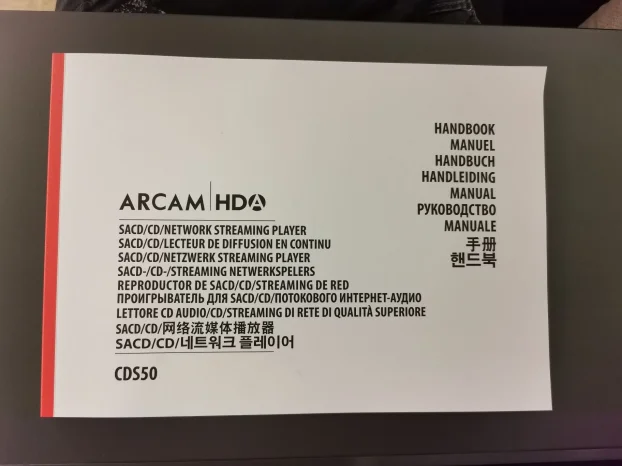 HANDBOOK
MANUEL
HANDBUCH
HANDLEIDING
MANUAL
РУКОВОДСТВО
MANUALE
手册
핸드북
ARCAM HDA
SACD/CD/NETWORK STREAMING PLAYER
SACD/CD/LECTEUR DE DIFFUSION EN CONTINU
SACD/CD/NETZWERK STREAMING PLAYER
SACD-/CD-/STREAMING NETWERKSPELERS
REPRODUCTOR DE SACD/CD/STREAMING DE RED
ПРОИГРЫВАТЕЛЬ ДЛЯ SACD/CD/ПОТОКОВОГО ИНТЕРНЕТ-АУДИО
LETTORE CD AUDIO/CD/STREAMING DI RETE DI QUALITÀ SUPERIORE
SACD/CD/网络流媒体播放器
SACD/CD/네트워크 플레이어
CDS50